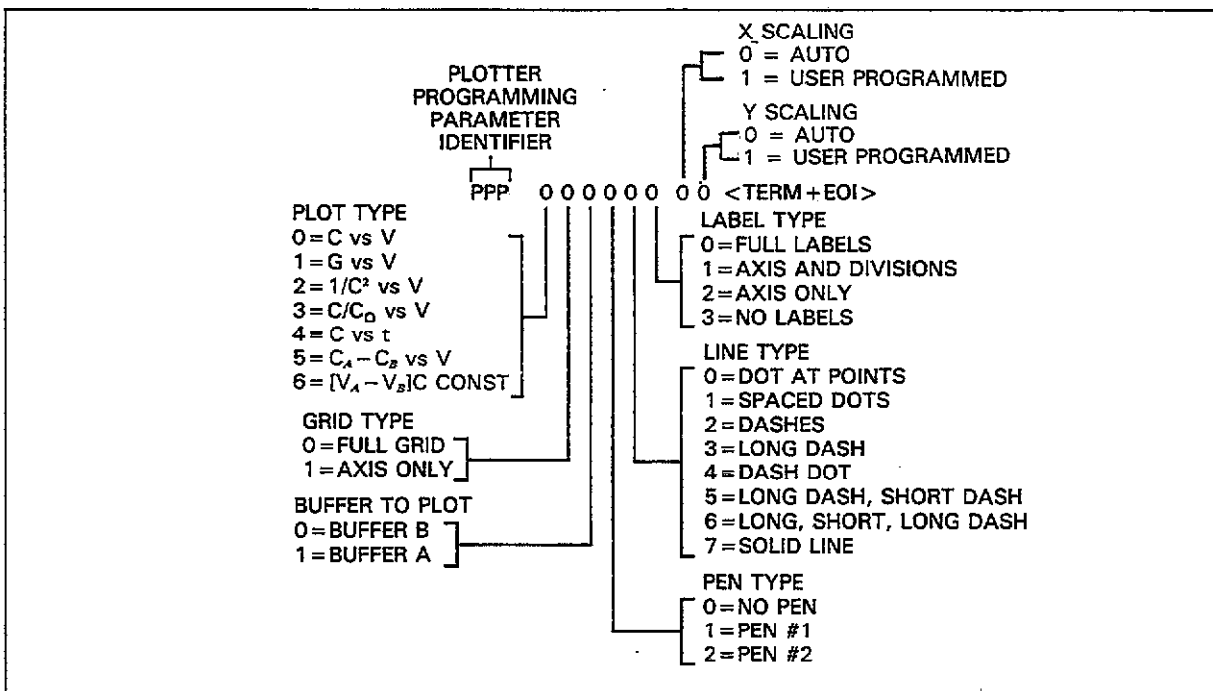 X SCALING
0 = AUTO
1 = USER PROGRAMMED
PLOTTER
PROGRAMMING
PARAMETER
IDENTIFIER
Y SCALING
0 = AUTO
1 = USER PROGRAMMED
PPP 0 0 0 0 0 0 0 0 <TERM+EOI>
PLOT TYPE
0=C vs V
1=G vs V
2=1/C² vs V
3=C/C₀ vs V
4=C vs t
5=C_A−C_B vs V
6=[V_A−V_B]C CONST
GRID TYPE
0=FULL GRID
1=AXIS ONLY
BUFFER TO PLOT
0=BUFFER B
1=BUFFER A
LABEL TYPE
0=FULL LABELS
1=AXIS AND DIVISIONS
2=AXIS ONLY
3=NO LABELS
LINE TYPE
0=DOT AT POINTS
1=SPACED DOTS
2=DASHES
3=LONG DASH
4=DASH DOT
5=LONG DASH, SHORT DASH
6=LONG, SHORT, LONG DASH
7=SOLID LINE
PEN TYPE
0=NO PEN
1=PEN #1
2=PEN #2